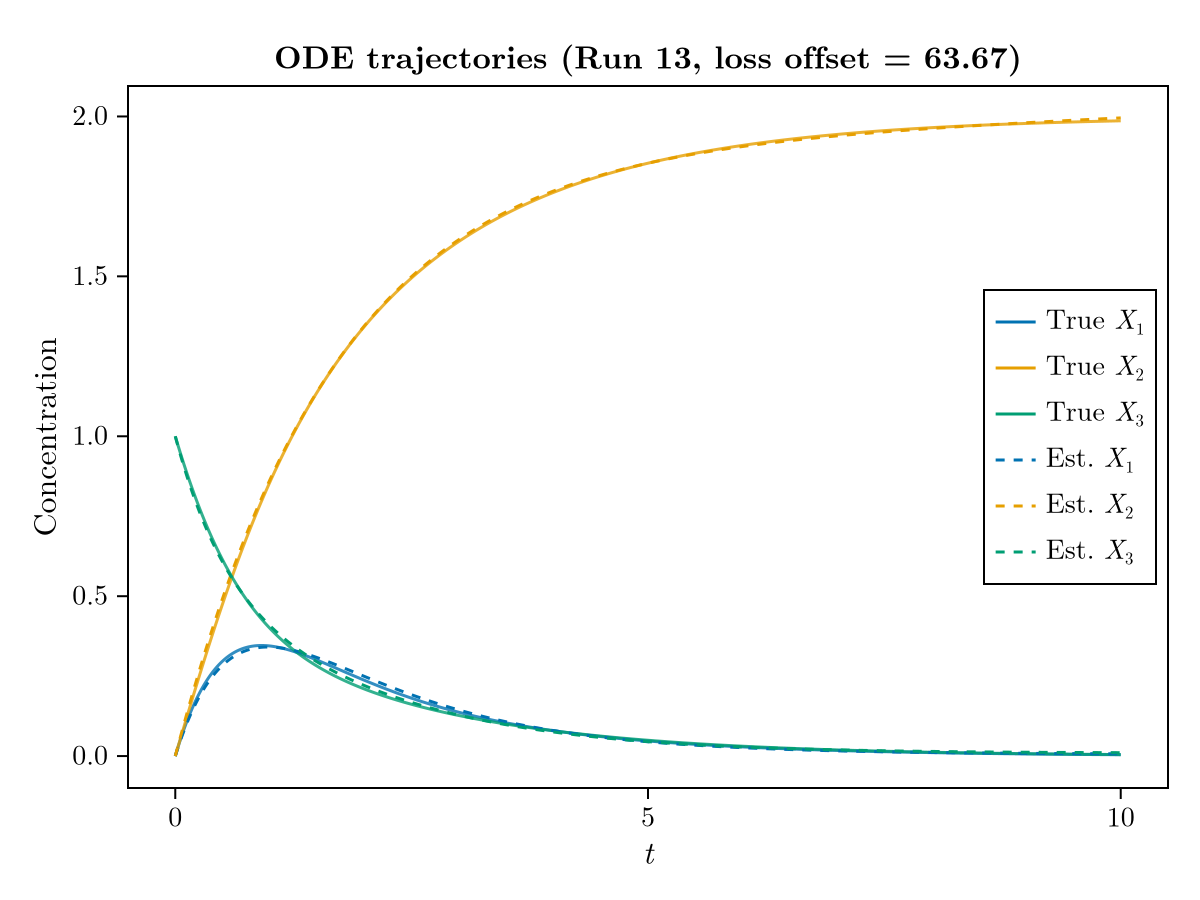 ODE trajectories (Run 13, loss offset = 63.67)
Concentration
2.0
1.5
1.0
0.5
0.0
0
5
10
t
True X₁
True X₂
True X₃
Est. X₁
Est. X₂
Est. X₃